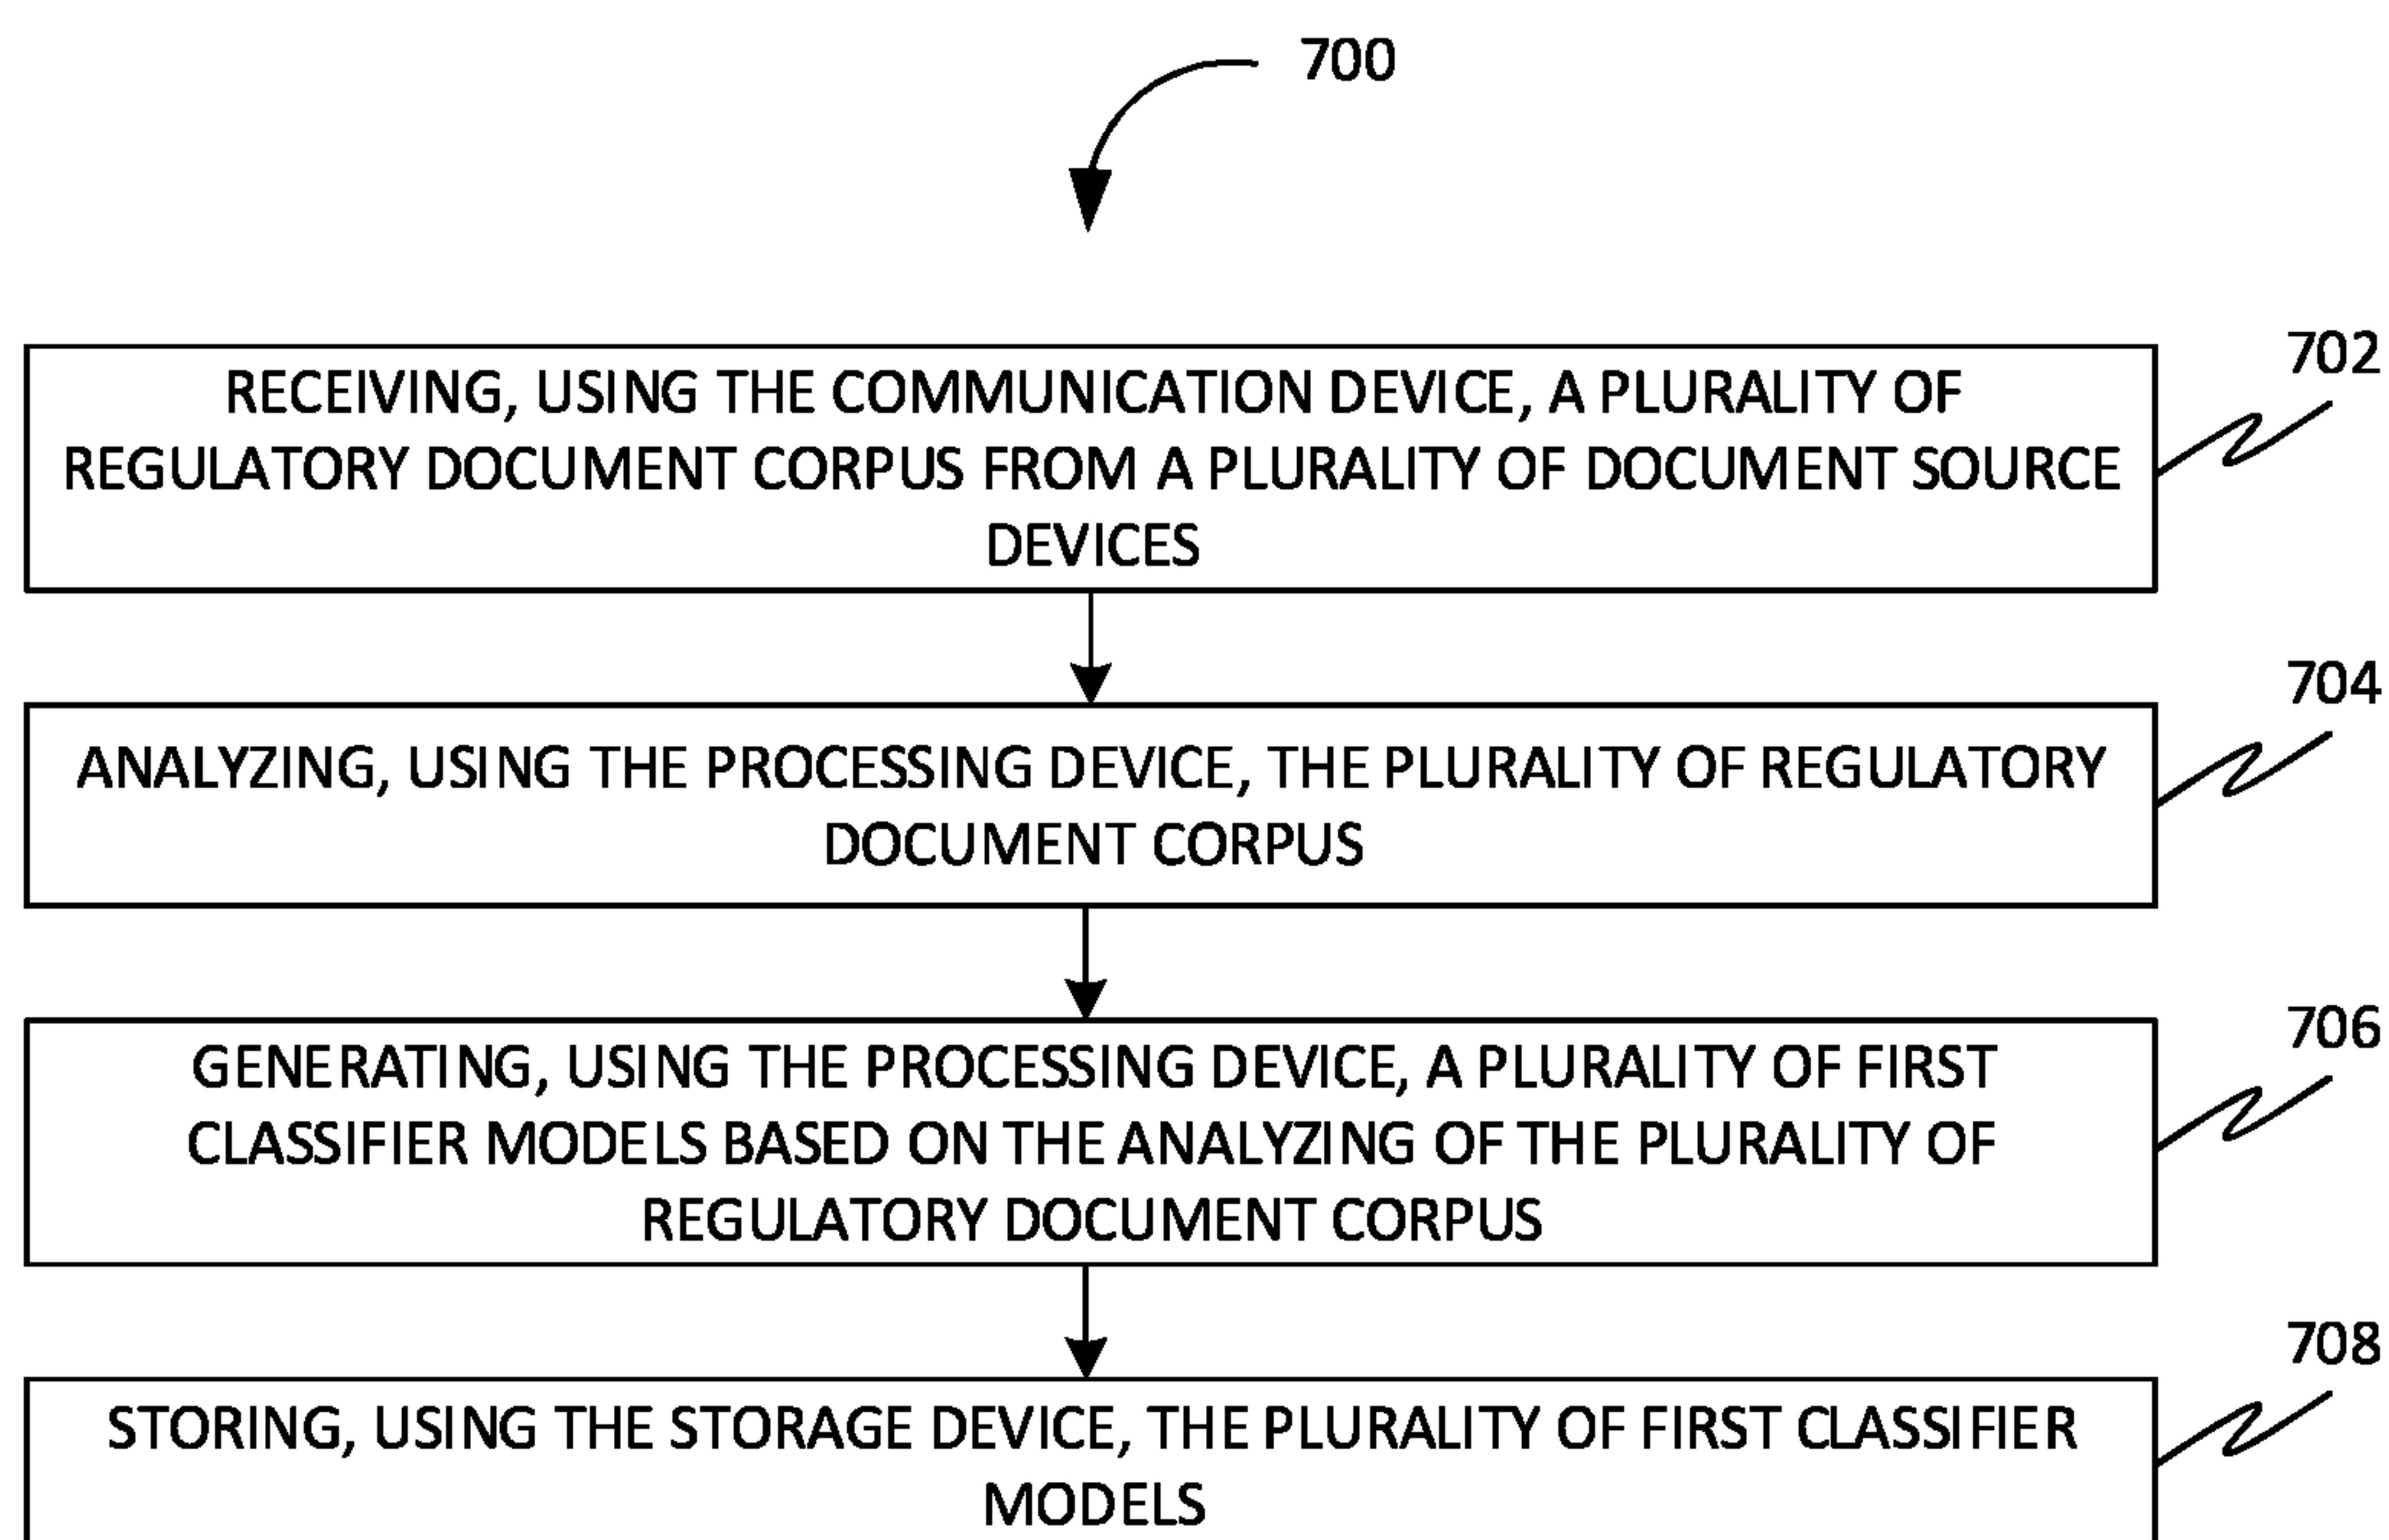 700
702
RECEIVING, USING THE COMMUNICATION DEVICE, A PLURALITY OF
REGULATORY DOCUMENT CORPUS FROM A PLURALITY OF DOCUMENT SOURCE
DEVICES
704
ANALYZING, USING THE PROCESSING DEVICE, THE PLURALITY OF REGULATORY
DOCUMENT CORPUS
706
GENERATING, USING THE PROCESSING DEVICE, A PLURALITY OF FIRST
CLASSIFIER MODELS BASED ON THE ANALYZING OF THE PLURALITY OF
REGULATORY DOCUMENT CORPUS
708
STORING, USING THE STORAGE DEVICE, THE PLURALITY OF FIRST CLASSIFIER
MODELS